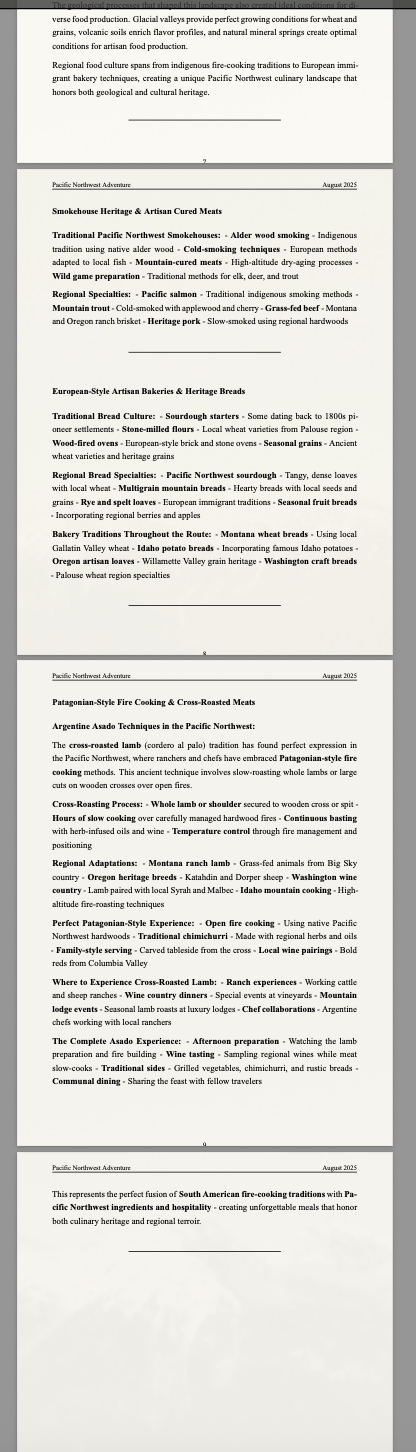 The geological processes that shaped this landscape also created ideal conditions for di-
verse food production. Glacial valleys provide perfect growing conditions for wheat and
grains, volcanic soils enrich flavor profiles, and natural mineral springs create optimal
conditions for artisan food production.
Regional food culture spans from indigenous fire-cooking traditions to European immi-
grant bakery techniques, creating a unique Pacific Northwest culinary landscape that
honors both geological and cultural heritage.
7
Pacific Northwest Adventure August 2025
Smokehouse Heritage & Artisan Cured Meats
Traditional Pacific Northwest Smokehouses: - Alder wood smoking - Indigenous
tradition using native alder wood - Cold-smoking techniques - European methods
adapted to local fish - Mountain-cured meats - High-altitude dry-aging processes -
Wild game preparation - Traditional methods for elk, deer, and trout
Regional Specialties: - Pacific salmon - Traditional indigenous smoking methods -
Mountain trout - Cold-smoked with applewood and cherry - Grass-fed beef - Montana
and Oregon ranch brisket - Heritage pork - Slow-smoked using regional hardwoods
European-Style Artisan Bakeries & Heritage Breads
Traditional Bread Culture: - Sourdough starters - Some dating back to 1800s pi-
oneer settlements - Stone-milled flours - Local wheat varieties from Palouse region -
Wood-fired ovens - European-style brick and stone ovens - Seasonal grains - Ancient
wheat varieties and heritage grains
Regional Bread Specialties: - Pacific Northwest sourdough - Tangy, dense loaves
with local wheat - Multigrain mountain breads - Hearty breads with local seeds and
grains - Rye and spelt loaves - European immigrant traditions - Seasonal fruit breads
- Incorporating regional berries and apples
Bakery Traditions Throughout the Route: - Montana wheat breads - Using local
Gallatin Valley wheat - Idaho potato breads - Incorporating famous Idaho potatoes -
Oregon artisan loaves - Willamette Valley grain heritage - Washington craft breads
- Palouse wheat region specialties
8
Pacific Northwest Adventure August 2025
Patagonian-Style Fire Cooking & Cross-Roasted Meats
Argentine Asado Techniques in the Pacific Northwest:
The cross-roasted lamb (cordero al palo) tradition has found perfect expression in
the Pacific Northwest, where ranchers and chefs have embraced Patagonian-style fire
cooking methods. This ancient technique involves slow-roasting whole lambs or large
cuts on wooden crosses over open fires.
Cross-Roasting Process: - Whole lamb or shoulder secured to wooden cross or spit -
Hours of slow cooking over carefully managed hardwood fires - Continuous basting
with herb-infused oils and wine - Temperature control through fire management and
positioning
Regional Adaptations: - Montana ranch lamb - Grass-fed animals from Big Sky
country - Oregon heritage breeds - Katahdin and Dorper sheep - Washington wine
country - Lamb paired with local Syrah and Malbec - Idaho mountain cooking - High-
altitude fire-roasting techniques
Perfect Patagonian-Style Experience: - Open fire cooking - Using native Pacific
Northwest hardwoods - Traditional chimichurri - Made with regional herbs and oils
- Family-style serving - Carved tableside from the cross - Local wine pairings - Bold
reds from Columbia Valley
Where to Experience Cross-Roasted Lamb: - Ranch experiences - Working cattle
and sheep ranches - Wine country dinners - Special events at vineyards - Mountain
lodge events - Seasonal lamb roasts at luxury lodges - Chef collaborations - Argentine
chefs working with local ranchers
The Complete Asado Experience: - Afternoon preparation - Watching the lamb
preparation and fire building - Wine tasting - Sampling regional wines while meat
slow-cooks - Traditional sides - Grilled vegetables, chimichurri, and rustic breads -
Communal dining - Sharing the feast with fellow travelers
9
Pacific Northwest Adventure August 2025
This represents the perfect fusion of South American fire-cooking traditions with Pa-
cific Northwest ingredients and hospitality - creating unforgettable meals that honor
both culinary heritage and regional terroir.